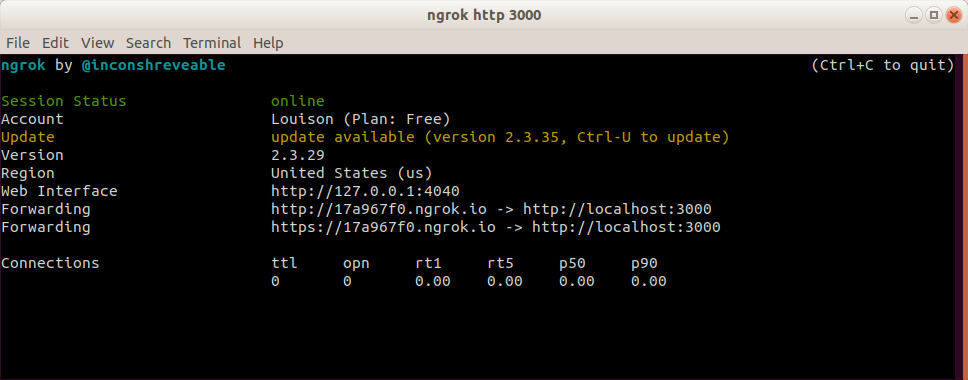 ngrok http 3000
File Edit View Search Terminal Help
ngrok by @inconshreveable (Ctrl+C to quit)
Session Status online
Account Louison (Plan: Free)
Update update available (version 2.3.35, Ctrl-U to update)
Version 2.3.29
Region United States (us)
Web Interface http://127.0.0.1:4040
Forwarding http://17a967f0.ngrok.io -> http://localhost:3000
Forwarding https://17a967f0.ngrok.io -> http://localhost:3000
Connections ttl opn rt1 rt5 p50 p90
0 0 0.00 0.00 0.00 0.00